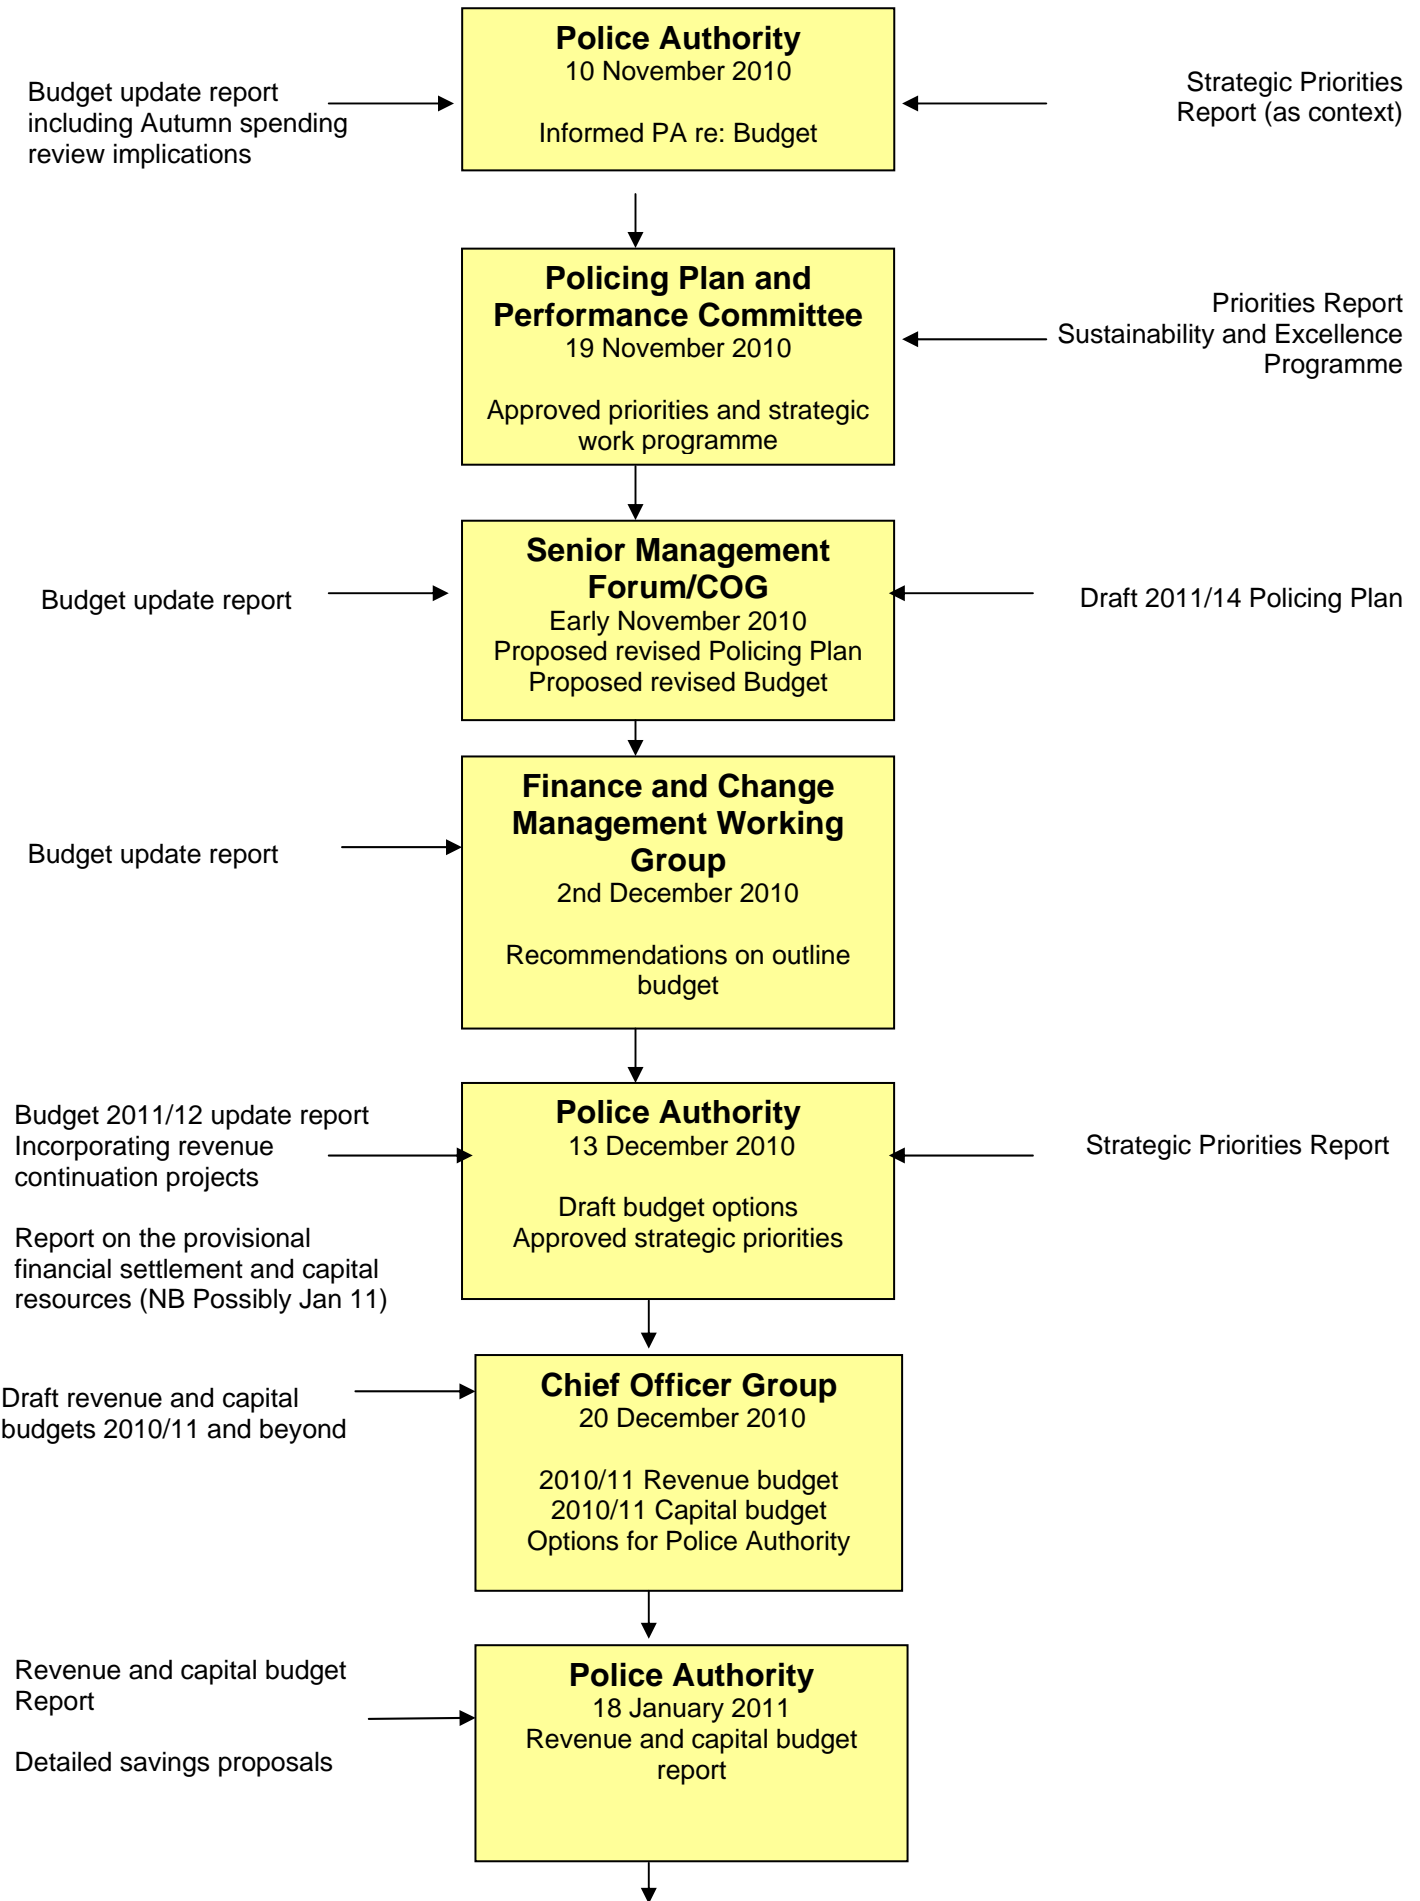 Police Authority
10 November 2010
Informed PA re: Budget
Budget update report
including Autumn spending
review implications
Strategic Priorities
Report (as context)
Policing Plan and
Performance Committee
19 November 2010
Approved priorities and strategic
work programme
Priorities Report
Sustainability and Excellence
Programme
Senior Management
Forum/COG
Early November 2010
Proposed revised Policing Plan
Proposed revised Budget
Budget update report
Draft 2011/14 Policing Plan
Finance and Change
Management Working
Group
2nd December 2010
Recommendations on outline
budget
Budget update report
Police Authority
13 December 2010
Draft budget options
Approved strategic priorities
Budget 2011/12 update report
Incorporating revenue
continuation projects
Report on the provisional
financial settlement and capital
resources (NB Possibly Jan 11)
Strategic Priorities Report
Chief Officer Group
20 December 2010
2010/11 Revenue budget
2010/11 Capital budget
Options for Police Authority
Draft revenue and capital
budgets 2010/11 and beyond
Police Authority
18 January 2011
Revenue and capital budget
report
Revenue and capital budget
Report
Detailed savings proposals